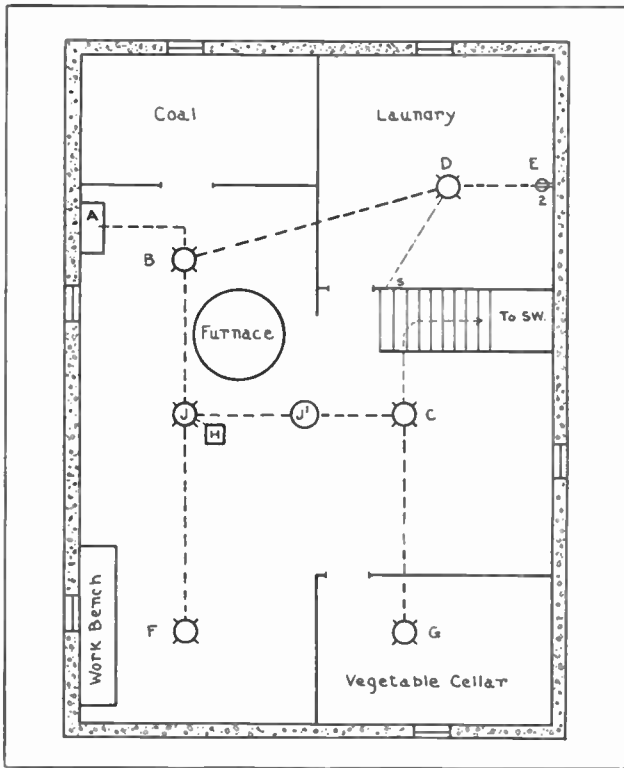 Coal
Laundry
D
E
2
A
B
S
To SW.
Furnace
J
J'
C
H
Work Bench
F
G
Vegetable Cellar